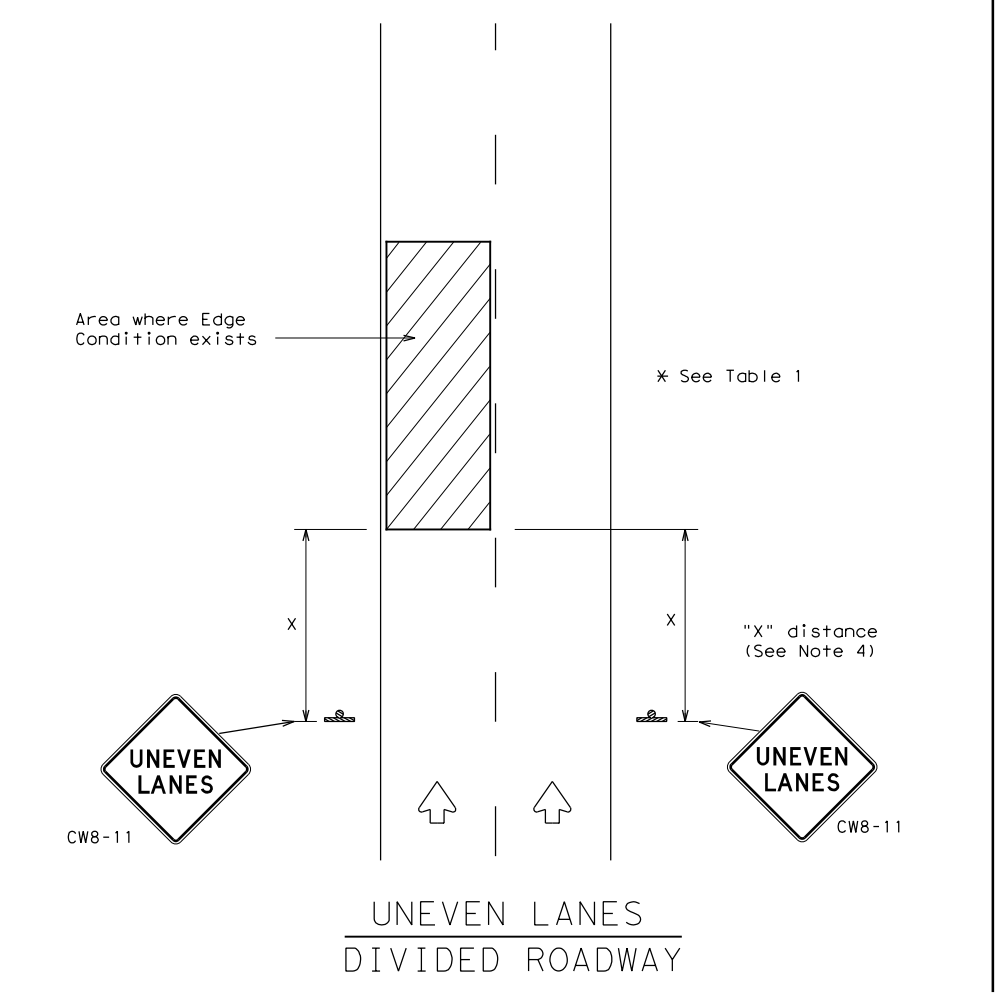 Area where Edge
Condition exists
* See Table 1
X
X
"X" distance
(See Note 4)
UNEVEN
LANES
CW8-11
UNEVEN
LANES
CW8-11
UNEVEN LANES
DIVIDED ROADWAY